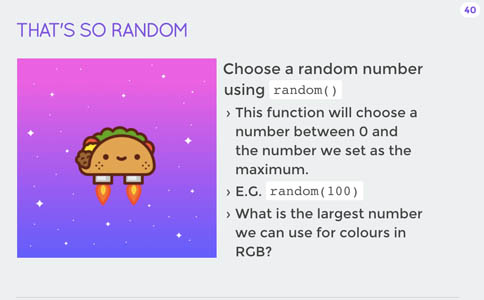 40
THAT'S SO RANDOM
Choose a random number
using random()
› This function will choose a
number between 0 and
the number we set as the
maximum.
› E.G. random(100)
› What is the largest number
we can use for colours in
RGB?